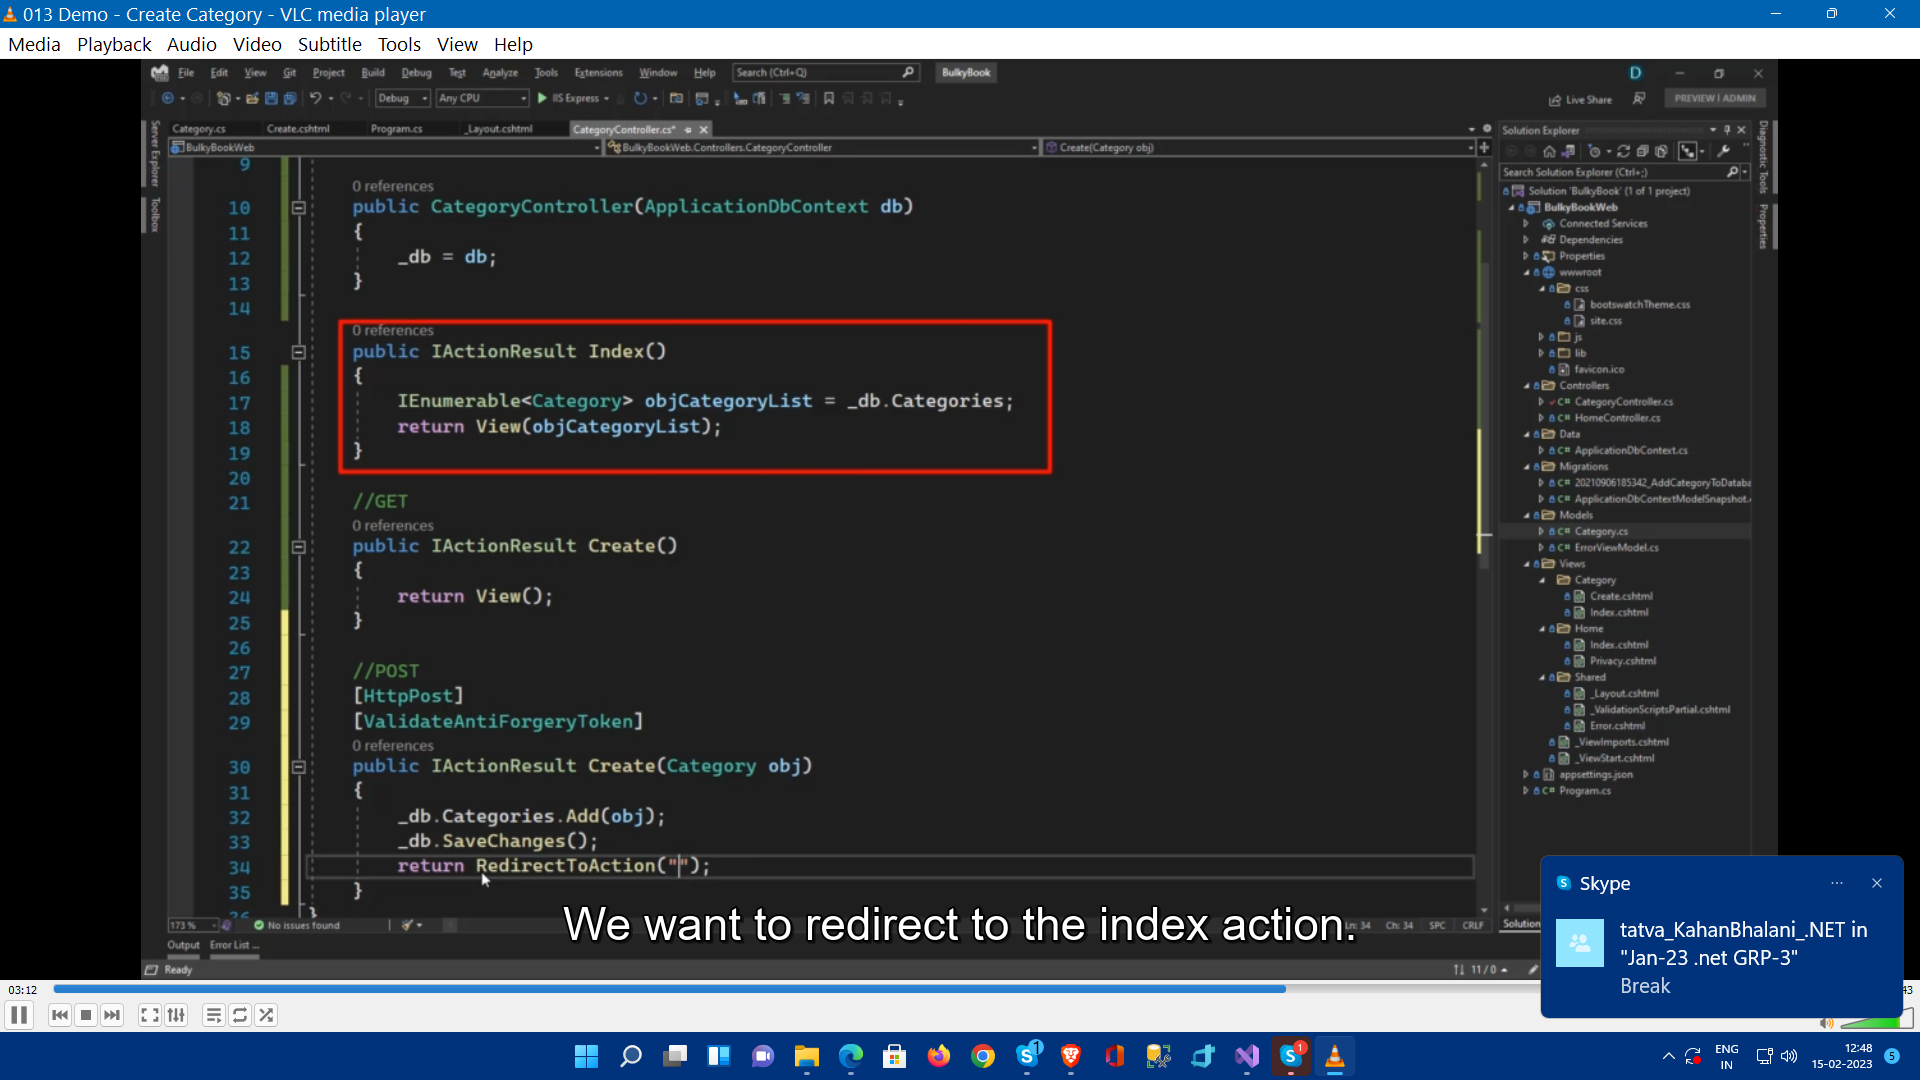 013 Demo - Create Category - VLC media player
Media Playback Audio Video Subtitle Tools View Help
File Edit View Git Project Build Debug Test Analyze Tools Extensions Window Help Search (Ctrl+Q) BulkyBook D
Debug Any CPU IIS Express Live Share PREVIEW | ADMIN
Server Explorer
Toolbox
Category.cs Create.cshtml Program.cs _Layout.cshtml CategoryController.cs*
BulkyBookWeb BulkyBookWeb.Controllers.CategoryController Create(Category obj)
9
0 references
10 public CategoryController(ApplicationDbContext db)
11 {
12 _db = db;
13 }
14
0 references
15 public IActionResult Index()
16 {
17 IEnumerable<Category> objCategoryList = _db.Categories;
18 return View(objCategoryList);
19 }
20
21 //GET
0 references
22 public IActionResult Create()
23 {
24 return View();
25 }
26
27 //POST
28 [HttpPost]
29 [ValidateAntiForgeryToken]
0 references
30 public IActionResult Create(Category obj)
31 {
32 _db.Categories.Add(obj);
33 _db.SaveChanges();
34 return RedirectToAction("");
35 }
36 }
173 % No issues found Ln: 34 Ch: 34 SPC CRLF
Output Error List ...
Ready 11 / 0
We want to redirect to the index action.
Solution Explorer
Search Solution Explorer (Ctrl+;)
Solution 'BulkyBook' (1 of 1 project)
BulkyBookWeb
Connected Services
Dependencies
Properties
wwwroot
css
bootswatchTheme.css
site.css
js
lib
favicon.ico
Controllers
C# CategoryController.cs
C# HomeController.cs
Data
C# ApplicationDbContext.cs
Migrations
C# 20210906185342_AddCategoryToDataba
C# ApplicationDbContextModelSnapshot.
Models
C# Category.cs
C# ErrorViewModel.cs
Views
Category
Create.cshtml
Index.cshtml
Home
Index.cshtml
Privacy.cshtml
Shared
_Layout.cshtml
_ValidationScriptsPartial.cshtml
Error.cshtml
_ViewImports.cshtml
_ViewStart.cshtml
appsettings.json
C# Program.cs
Solution
Diagnostic Tools
Properties
Skype
tatva_KahanBhalani_.NET in
"Jan-23 .net GRP-3"
Break
03:12
43
1
1
ENG
IN
12:48
15-02-2023
5